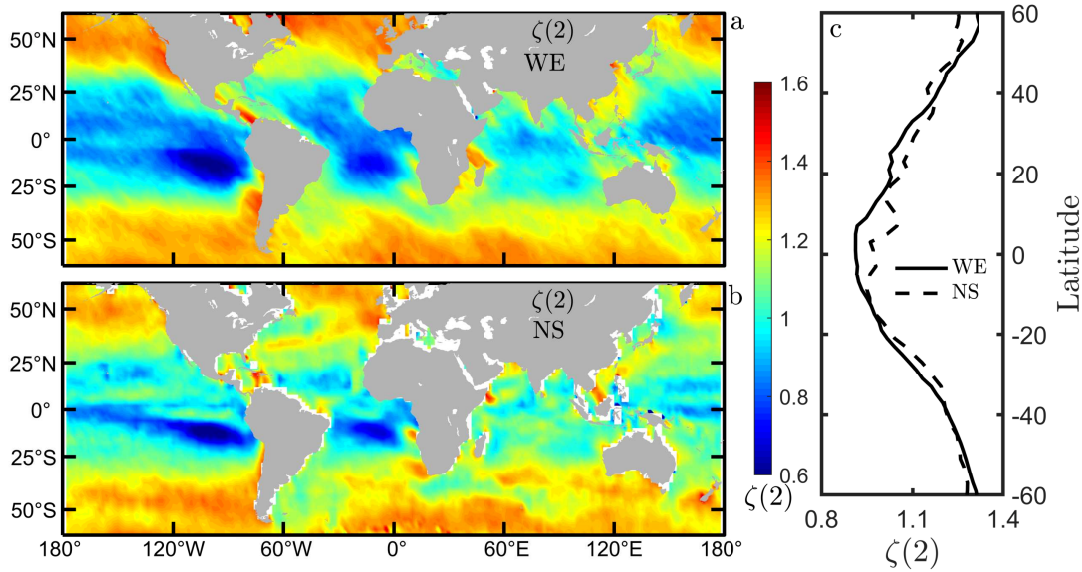 a
ζ(2)
WE
50°N
25°N
0°
25°S
50°S
b
ζ(2)
NS
50°N
25°N
0°
25°S
50°S
180° 120°W 60°W 0° 60°E 120°E 180°
1.6
1.4
1.2
1
0.8
0.6
ζ(2)
c
60
40
20
0
-20
-40
-60
Latitude
WE
NS
0.8 1.1 1.4
ζ(2)